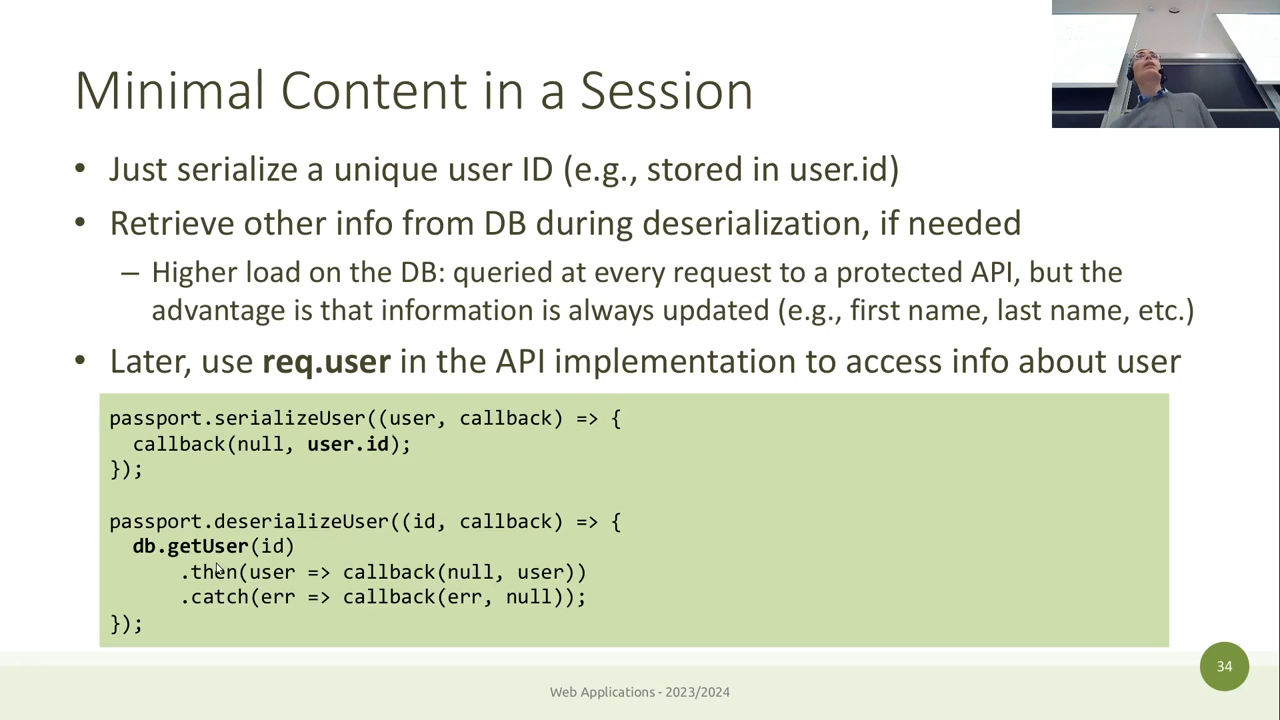 Minimal Content in a Session
• Just serialize a unique user ID (e.g., stored in user.id)
• Retrieve other info from DB during deserialization, if needed
– Higher load on the DB: queried at every request to a protected API, but the
advantage is that information is always updated (e.g., first name, last name, etc.)
• Later, use req.user in the API implementation to access info about user
passport.serializeUser((user, callback) => {
  callback(null, user.id);
});
passport.deserializeUser((id, callback) => {
  db.getUser(id)
      .then(user => callback(null, user))
      .catch(err => callback(err, null));
});
34
Web Applications - 2023/2024